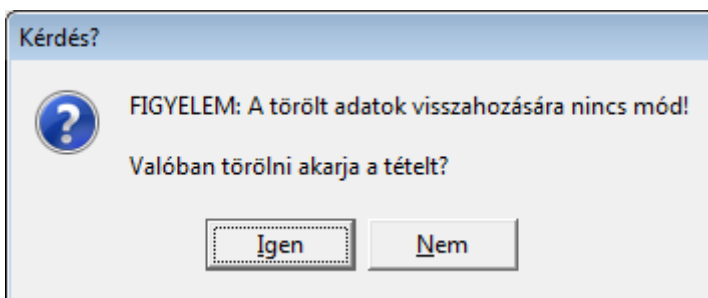 Kérdés?
FIGYELEM: A törölt adatok visszahozására nincs mód!
Valóban törölni akarja a tételt?
Igen Nem